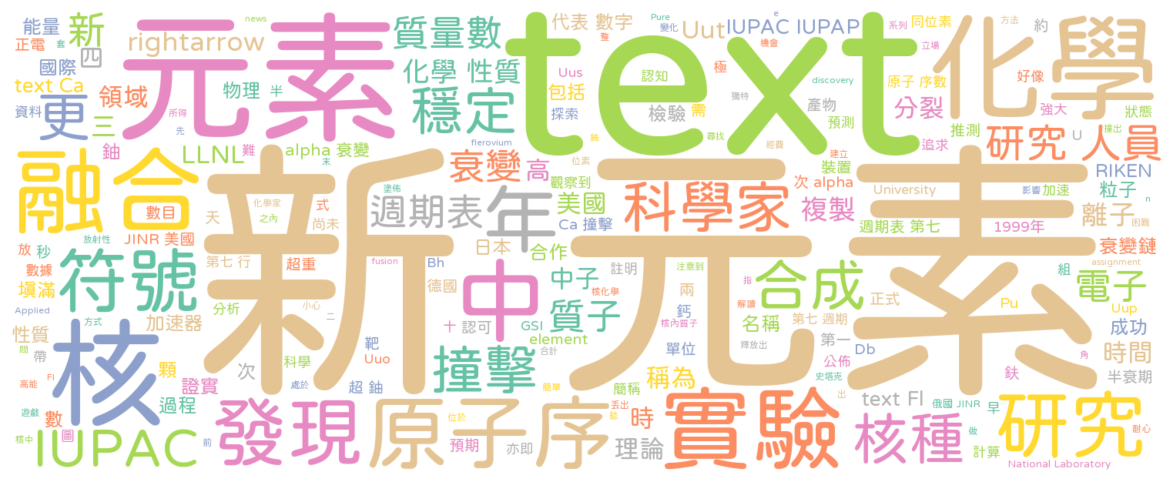 能量 新 元素 text 化學
正電 套 四 news 質量數 代表 數字 Uut IUPAC IUPAP Pure 變化 e 機會 同位素 系列 方法 約
國際 rightarrow 化學 性質 Uus 認知 極 整 獨特 discovery 原子 序數 立場 好像
text Ca 領域 物理 半 穩定 包括 探索 檢驗 需 產物 預測 分裂 推測 追求 強大 狀態
資料 更 三 所得 先 難 flerovium 尋找 經費 建立 U 撞出 研究 人員
鈾 LLNL alpha 衰變 未 位素 衰變 高 觀察到 裝置 影響 加速 RIKEN
融合 數目 新元素 塗佈 週期表 年 美國 科學家 次 alpha University 粒子 n
天 化學家 之內 式 尚未 Ca 撞擊 複製 週期表 第七 1999年 離子 困難
放射性 JINR 美國 日本 合作 衰變鏈
放 秒 第七 行 超重 fusion Bh 註明 注意到 組 assignment
數據 符號 德國 中 中子 兩 指 合成 正式 電子
填滿 分析 小心 二 核化學 鈣 解讀 第七 週期 Pu Uup
Applied 方式 加速器 十 認可 GSI 質子 核內質子 名稱 第一 成功
性質 核 科學 靶 element 單位 釋放出 Db 時間
問 帶 顆 次 Uuo 撞擊 合計 公佈 角 半衰期
高能 Fl 證實 處於 超 鈾 簡單 簡稱 稱為 史塔克 鈇
遊戲 數 過程 發現 原子序 丟出 時 實驗 出 text Fl 俄國 JINR 早 研究
核中 圖 IUPAC 前 預期 位於 亦即 理論 核種 做 計算 耐心
National Laboratory